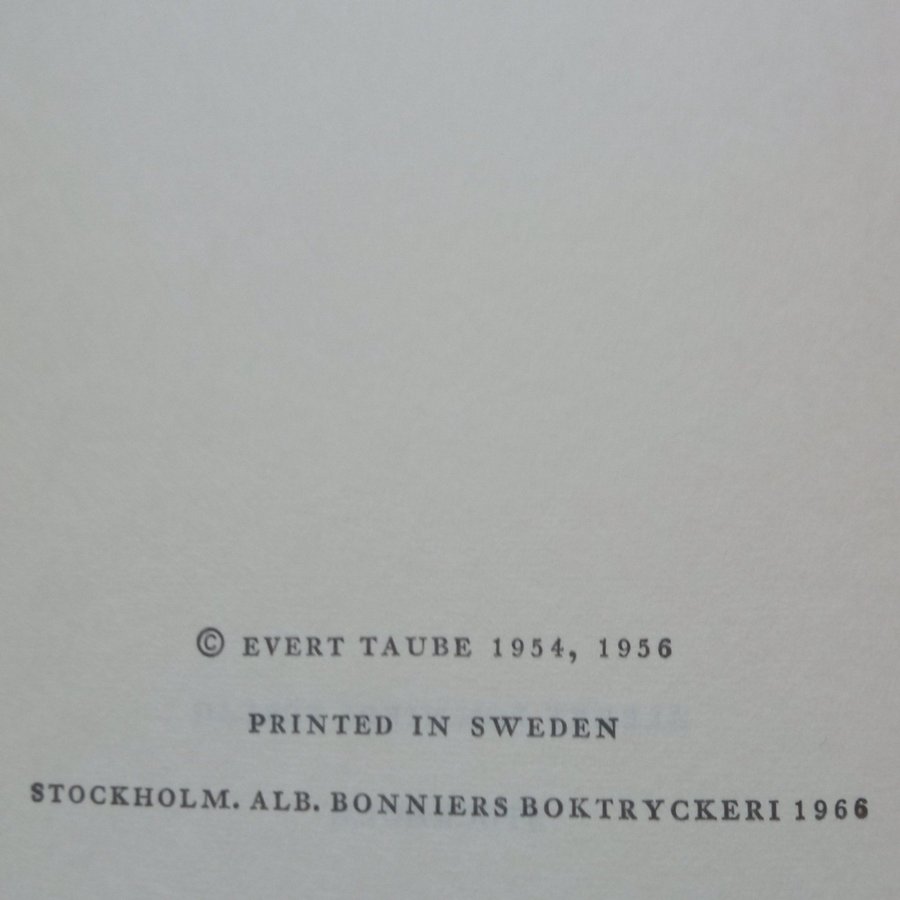 © EVERT TAUBE 1954, 1956
PRINTED IN SWEDEN
STOCKHOLM. ALB. BONNIERS BOKTRYCKERI 1966